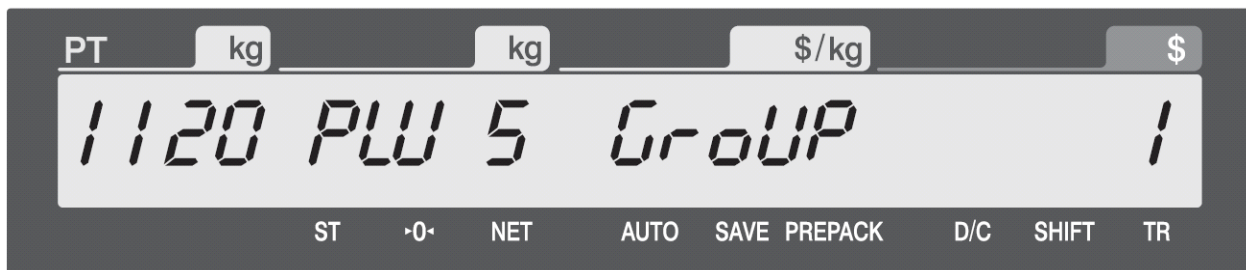 PT kg kg $/kg $
1120 PLU 5 GroUP 1
ST ▸0◂ NET AUTO SAVE PREPACK D/C SHIFT TR